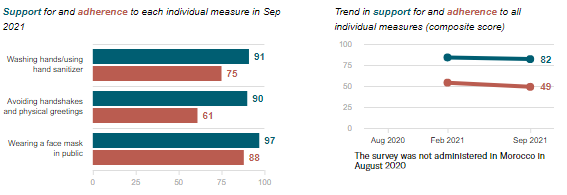 Support for and adherence to each individual measure in Sep
2021
Washing hands/using
hand sanitizer
91
75
Avoiding handshakes
and physical greetings
90
61
Wearing a face mask
in public
97
88
0
25
50
75
100
Trend in support for and adherence to all
individual measures (composite score)
100
75
50
25
0
82
49
Aug 2020
Feb 2021
Sep 2021
The survey was not administered in Morocco in
August 2020